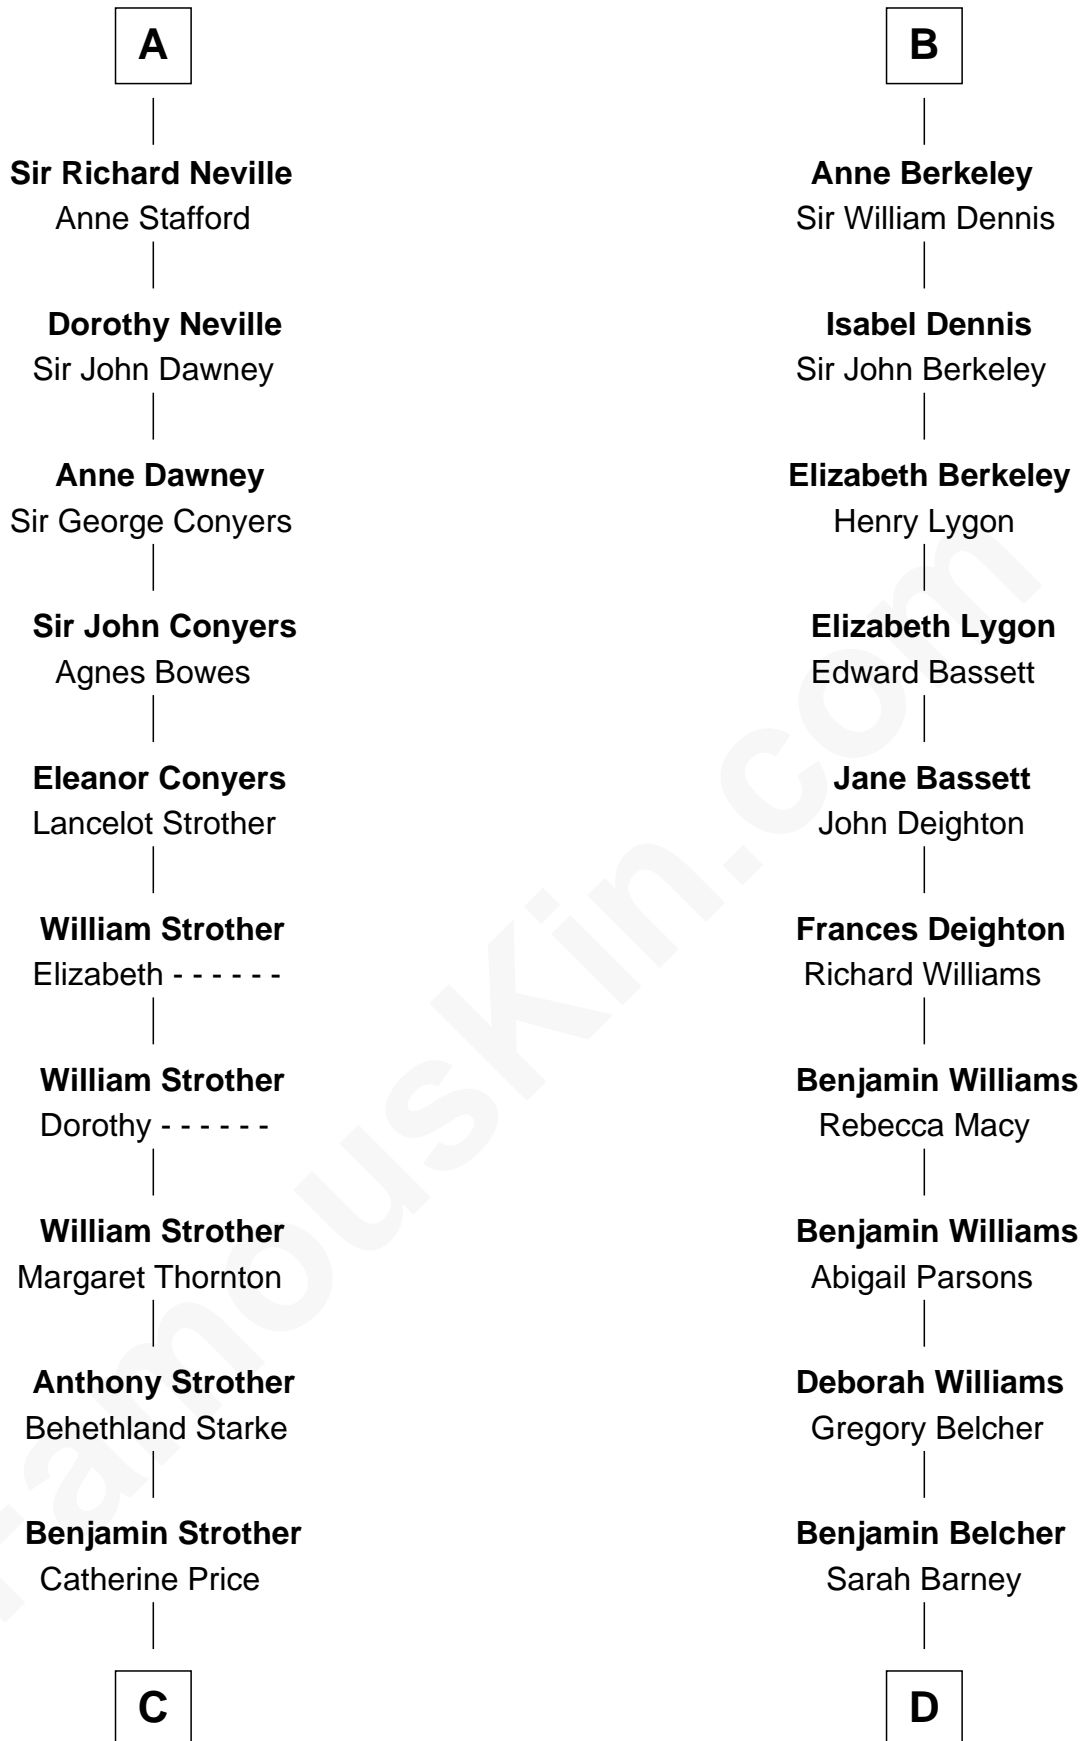 A
Sir Richard Neville
Anne Stafford
Dorothy Neville
Sir John Dawney
Anne Dawney
Sir George Conyers
Sir John Conyers
Agnes Bowes
Eleanor Conyers
Lancelot Strother
William Strother
Elizabeth - - - - - -
William Strother
Dorothy - - - - - -
William Strother
Margaret Thornton
Anthony Strother
Behethland Starke
Benjamin Strother
Catherine Price
C
B
Anne Berkeley
Sir William Dennis
Isabel Dennis
Sir John Berkeley
Elizabeth Berkeley
Henry Lygon
Elizabeth Lygon
Edward Bassett
Jane Bassett
John Deighton
Frances Deighton
Richard Williams
Benjamin Williams
Rebecca Macy
Benjamin Williams
Abigail Parsons
Deborah Williams
Gregory Belcher
Benjamin Belcher
Sarah Barney
D
FamousKin.com